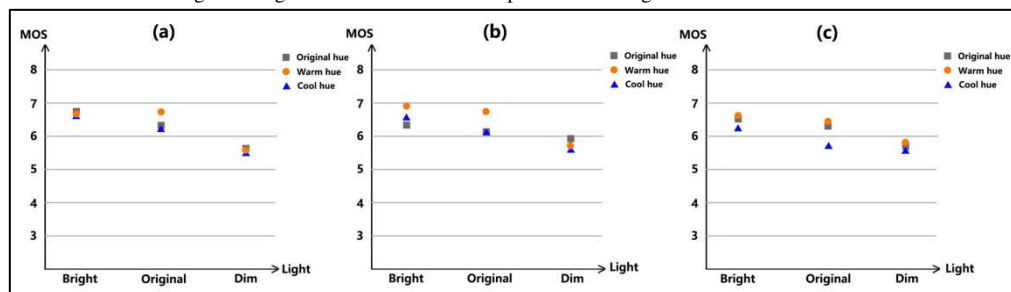 MOS
(a)
Original hue
Warm hue
Cool hue
8
7
6
5
4
3
Bright
Original
Dim
Light
MOS
(b)
Original hue
Warm hue
Cool hue
8
7
6
5
4
3
Bright
Original
Dim
Light
MOS
(c)
Original hue
Warm hue
Cool hue
8
7
6
5
4
3
Bright
Original
Dim
Light